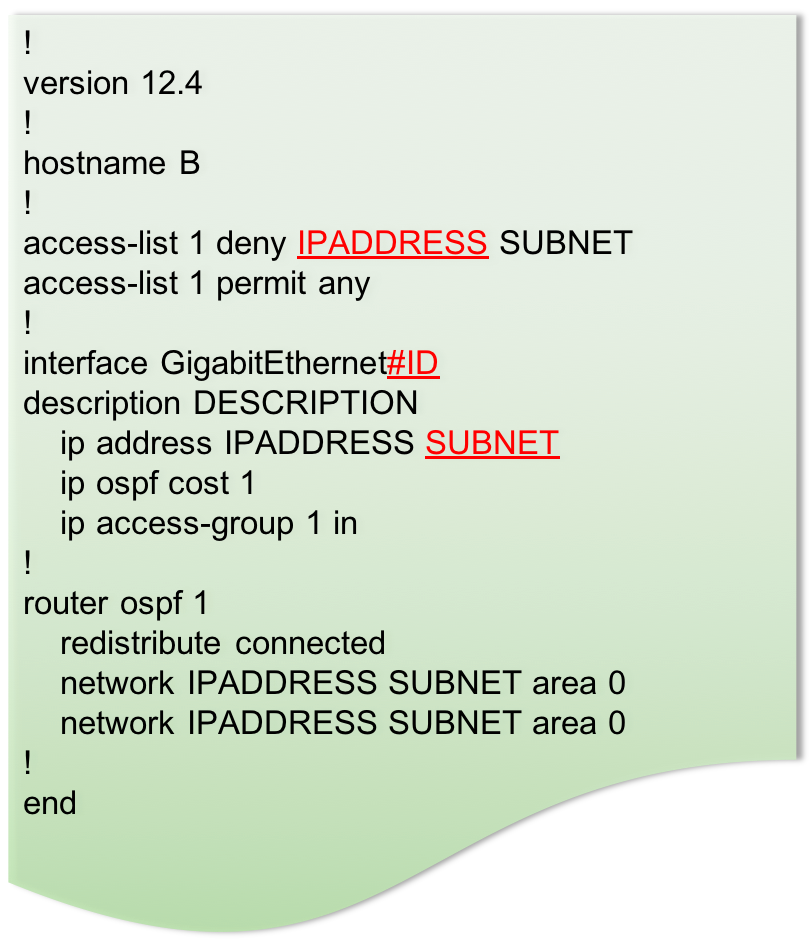 !
version 12.4
!
hostname B
!
access-list 1 deny IPADDRESS SUBNET
access-list 1 permit any
!
interface GigabitEthernet#ID
description DESCRIPTION
ip address IPADDRESS SUBNET
ip ospf cost 1
ip access-group 1 in
!
router ospf 1
redistribute connected
network IPADDRESS SUBNET area 0
network IPADDRESS SUBNET area 0
!
end